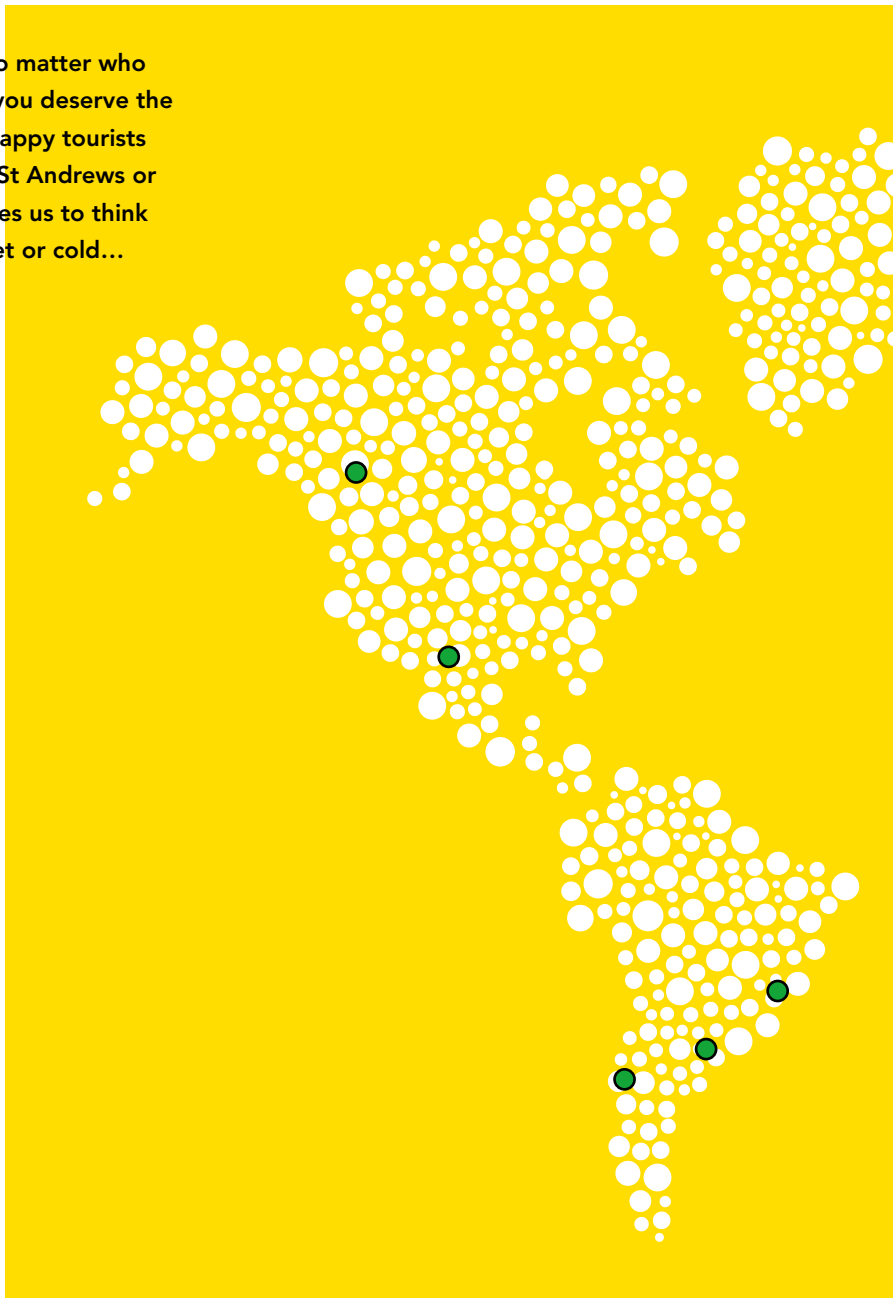 o matter who
you deserve the
appy tourists
St Andrews or
es us to think
et or cold…